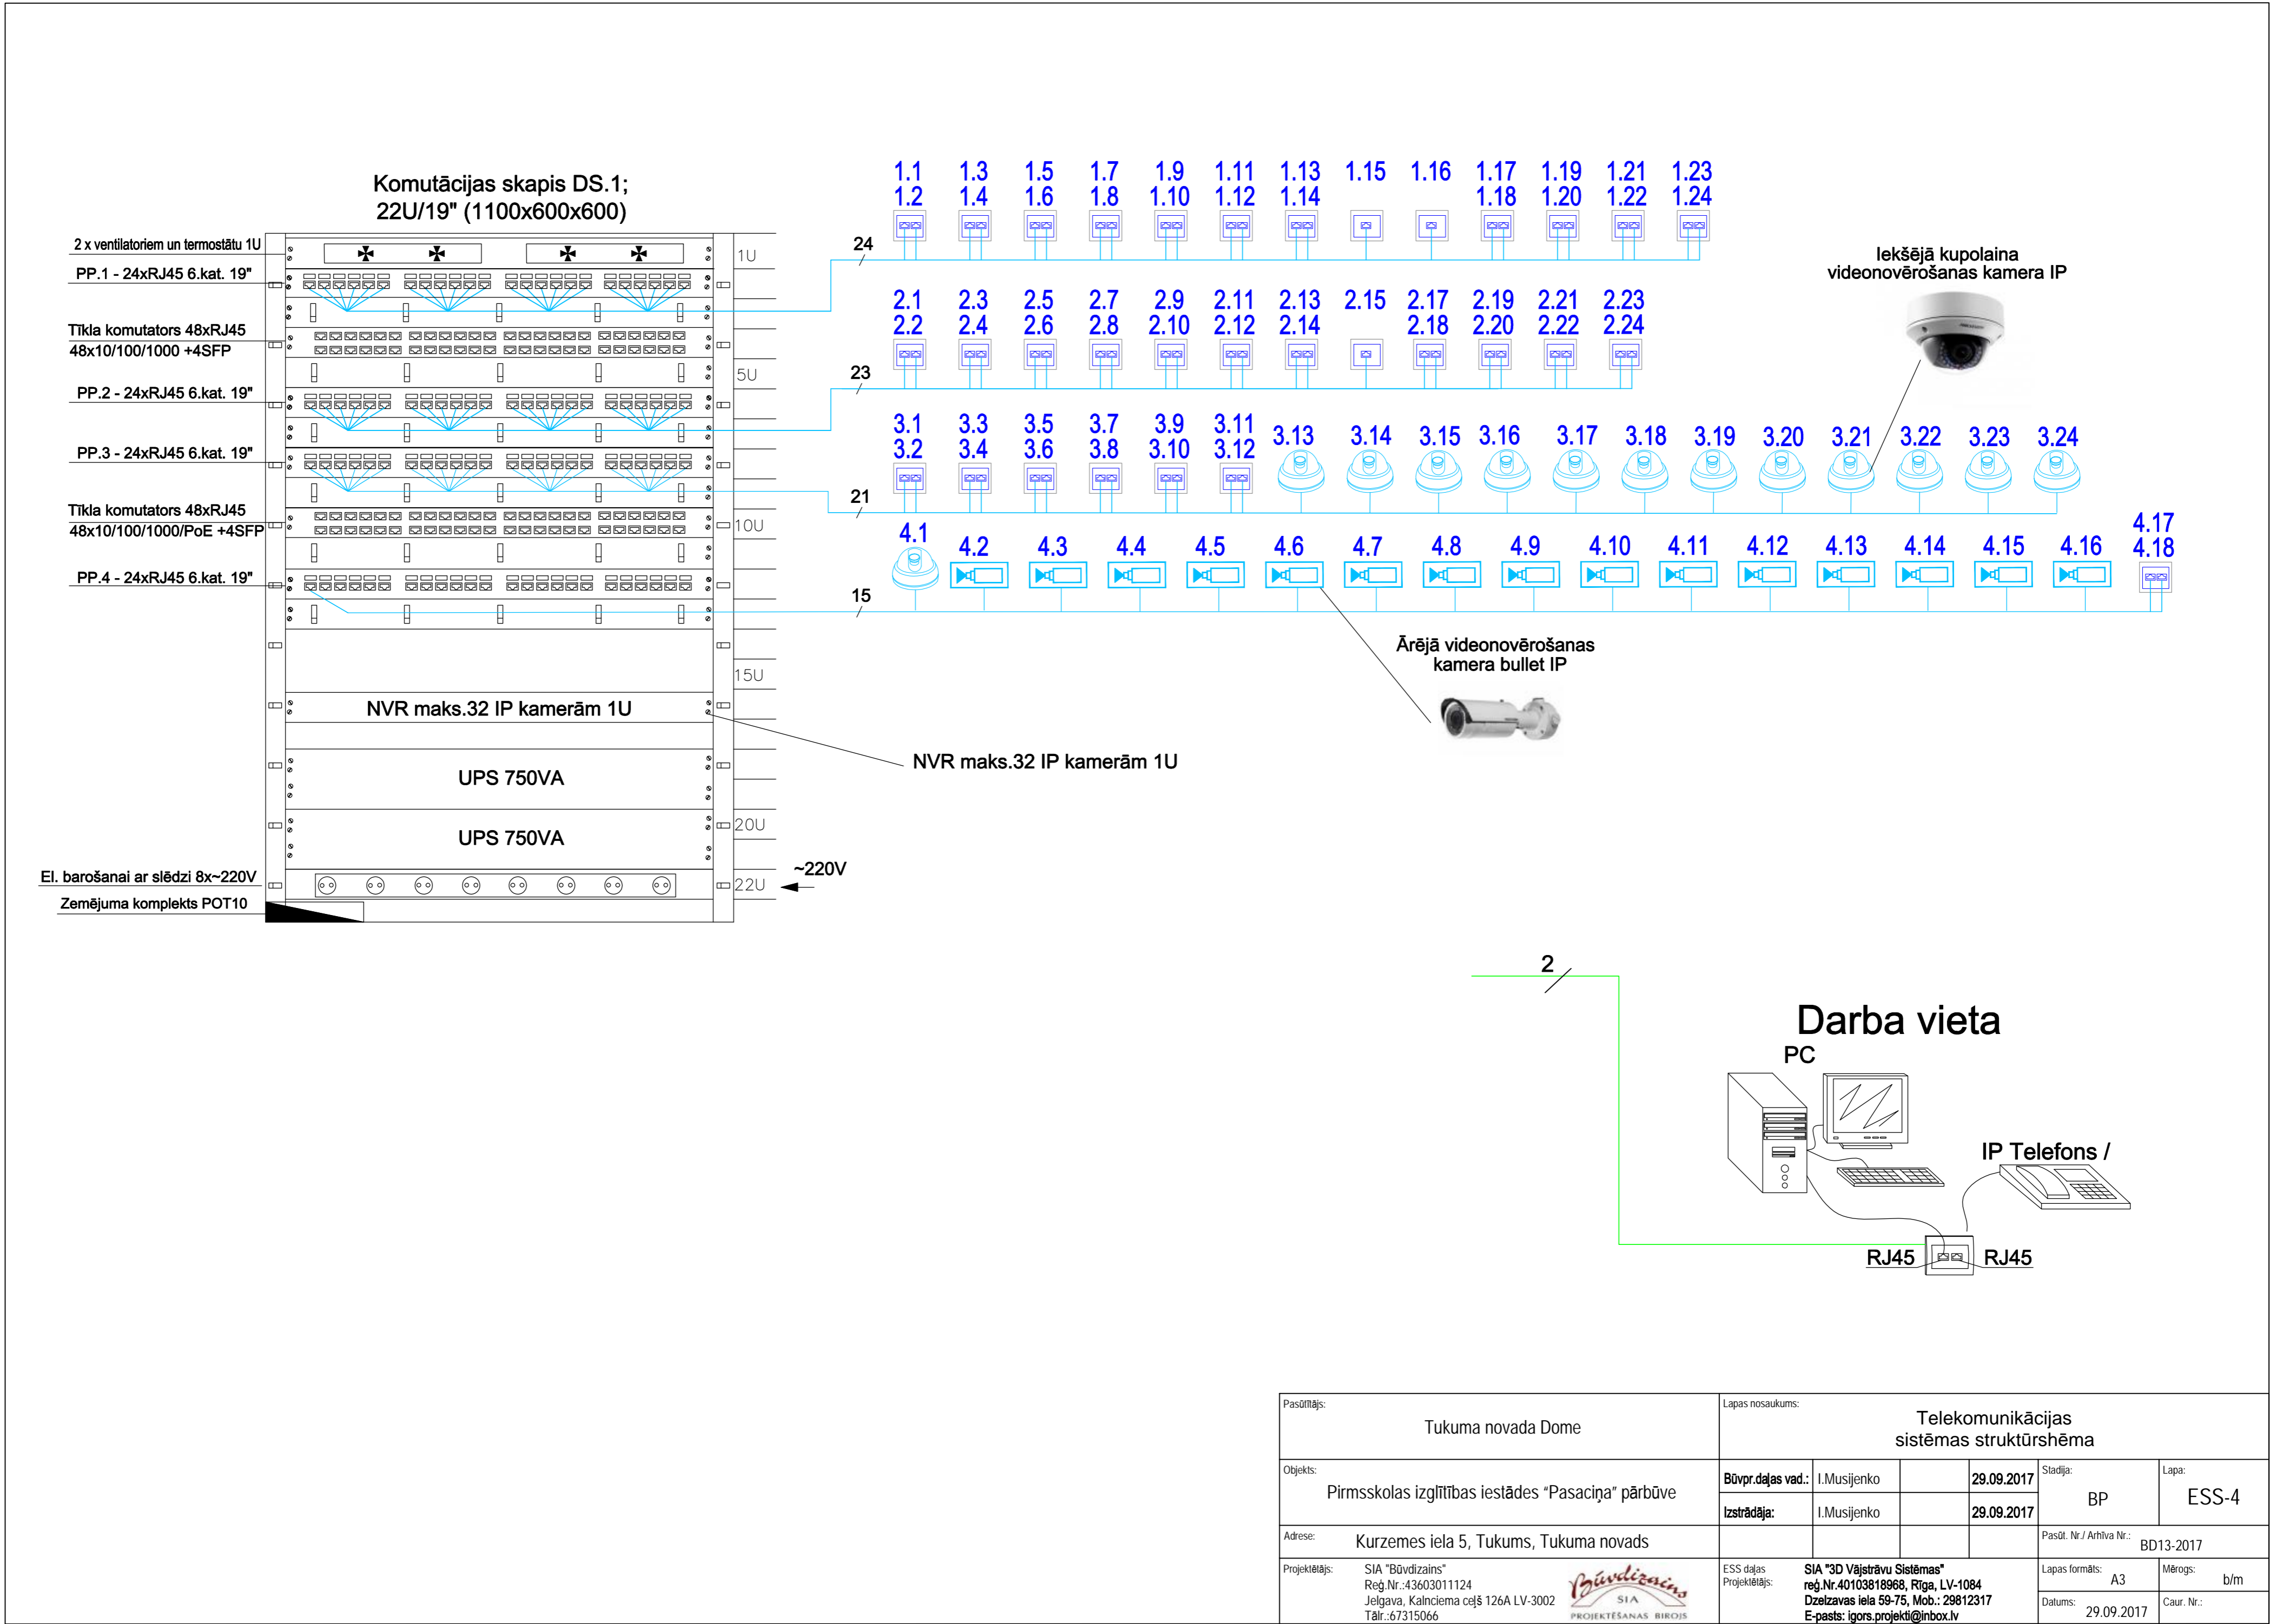 Komutācijas skapis DS.1;
22U/19" (1100x600x600)
2 x ventilatoriem un termostātu 1U
PP.1 - 24xRJ45 6.kat. 19"
Tīkla komutators 48xRJ45
48x10/100/1000 +4SFP
PP.2 - 24xRJ45 6.kat. 19"
PP.3 - 24xRJ45 6.kat. 19"
Tīkla komutators 48xRJ45
48x10/100/1000/PoE +4SFP
PP.4 - 24xRJ45 6.kat. 19"
El. barošanai ar slēdzi 8x~220V
Zemējuma komplekts POT10
1U
5U
10U
15U
20U
22U
~220V
NVR maks.32 IP kamerām 1U
UPS 750VA
UPS 750VA
NVR maks.32 IP kamerām 1U
1.1 1.3 1.5 1.7 1.9 1.11 1.13 1.15 1.16 1.17 1.19 1.21 1.23
1.2 1.4 1.6 1.8 1.10 1.12 1.14 1.18 1.20 1.22 1.24
24
2.1 2.3 2.5 2.7 2.9 2.11 2.13 2.15 2.17 2.19 2.21 2.23
2.2 2.4 2.6 2.8 2.10 2.12 2.14 2.18 2.20 2.22 2.24
23
3.1 3.3 3.5 3.7 3.9 3.11
3.2 3.4 3.6 3.8 3.10 3.12
3.13 3.14 3.15 3.16 3.17 3.18 3.19 3.20 3.21 3.22 3.23 3.24
21
4.1 4.2 4.3 4.4 4.5 4.6 4.7 4.8 4.9 4.10 4.11 4.12 4.13 4.14 4.15 4.16
4.17
4.18
15
Iekšējā kupolaina
videonovērošanas kamera IP
Ārējā videonovērošanas
kamera bullet IP
2
Darba vieta
PC
IP Telefons /
RJ45
RJ45
Pasūtītājs:
Tukuma novada Dome
Lapas nosaukums:
Telekomunikācijas
sistēmas struktūrshēma
Objekts:
Pirmsskolas izglītības iestādes “Pasaciņa” pārbūve
Būvpr.daļas vad.: I.Musijenko 29.09.2017
Izstrādāja: I.Musijenko 29.09.2017
Stadija:
BP
Lapa:
ESS-4
Adrese:
Kurzemes iela 5, Tukums, Tukuma novads
Pasūt. Nr./ Arhīva Nr.:
BD13-2017
Projektētājs:
SIA "Būvdizains"
Reģ.Nr.:43603011124
Jelgava, Kalnciema ceļš 126A LV-3002
Tālr.:67315066
Būvdizains
SIA
PROJEKTĒŠANAS BIROJS
ESS daļas
Projektētājs:
SIA "3D Vājstrāvu Sistēmas"
reģ.Nr.40103818968, Rīga, LV-1084
Dzelzavas iela 59-75, Mob.: 29812317
E-pasts: igors.projekti@inbox.lv
Lapas formāts:
A3
Mērogs:
b/m
Datums:
29.09.2017
Caur. Nr.: